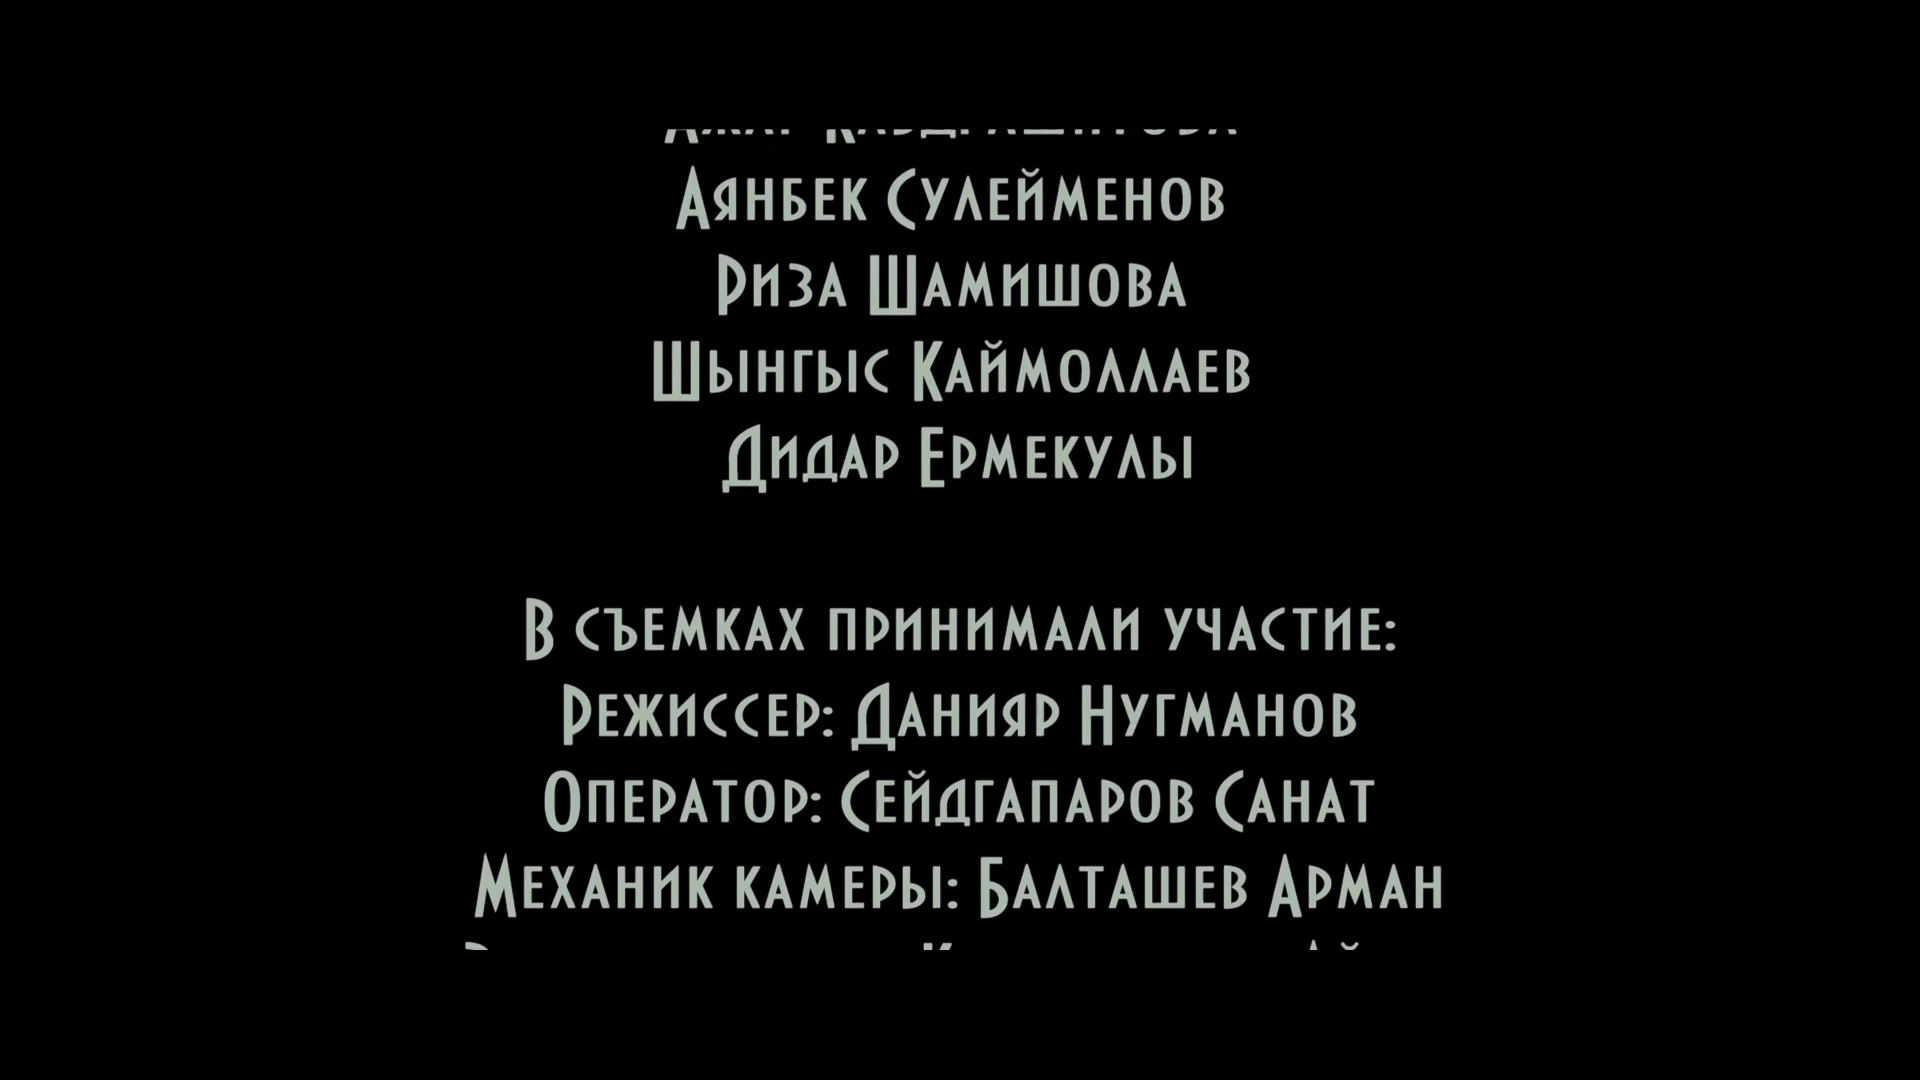 Аянбек Сулейменов
Риза Шамишова
Шынгыс Каймоллаев
Дидар Ермекулы
В съемках принимали участие:
Режиссер: Данияр Нугманов
Оператор: Сейдгапаров Санат
Механик камеры: Балташев Арман